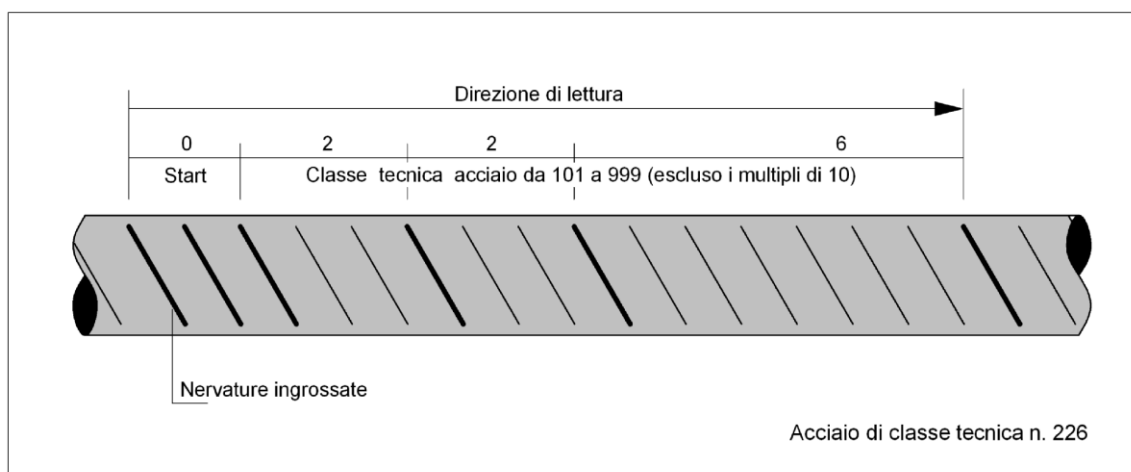 Direzione di lettura
0 2 2 6
Start Classe tecnica acciaio da 101 a 999 (escluso i multipli di 10)
Nervature ingrossate
Acciaio di classe tecnica n. 226